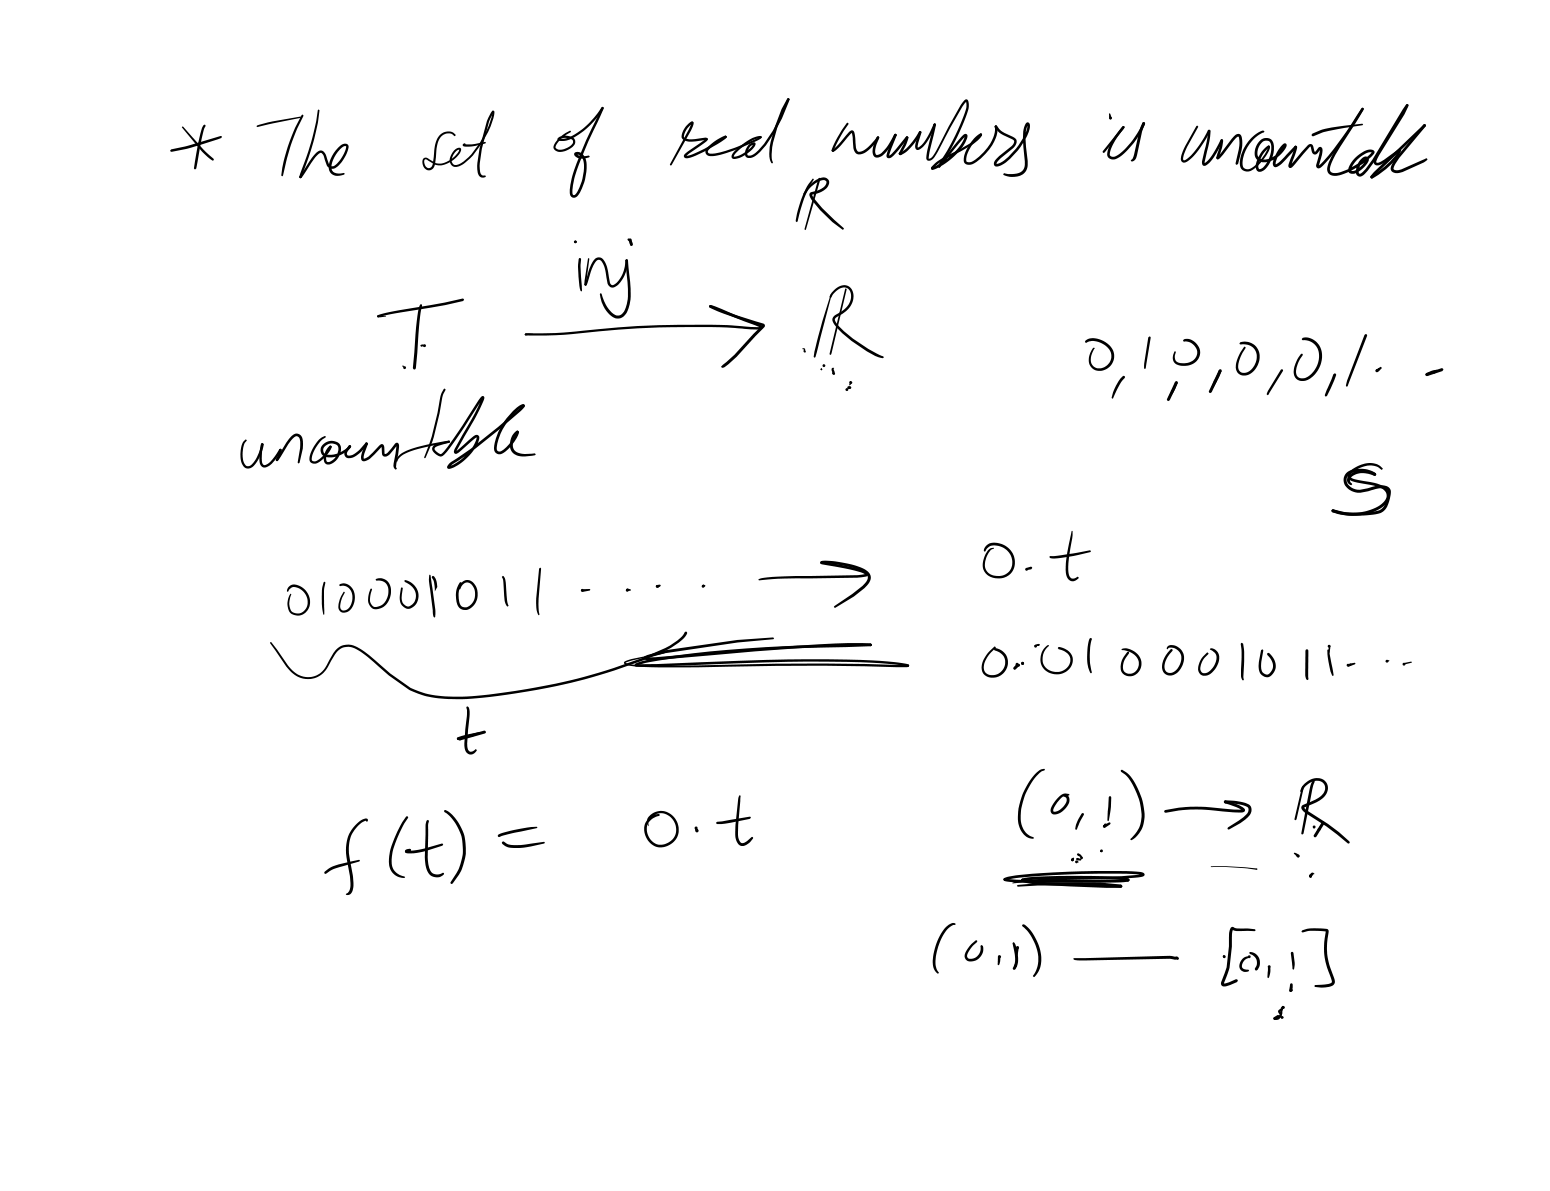 * The set of real numbers is uncountable
ℝ
inj
T → ℝ
0,1 0, 0, 0, 1 . . -
uncountable
S
0.t
010001011 - . . . . →
0.010001011. ...
t
f(t) = 0.t
(0,1) → ℝ
(0,1) — [0,1]